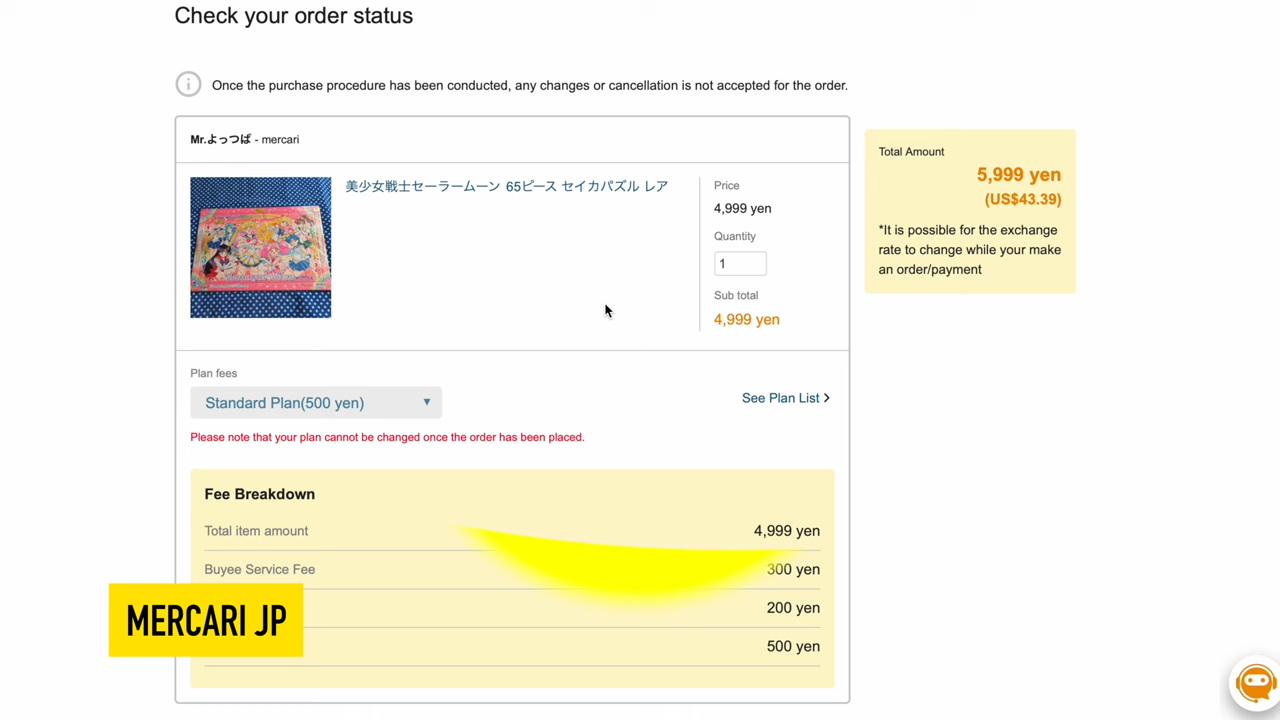 Check your order status
Once the purchase procedure has been conducted, any changes or cancellation is not accepted for the order.
Mr.よっつば - mercari
美少女戦士セーラームーン 65ピース セイカパズル レア
Price
4,999 yen
Quantity
1
Sub total
4,999 yen
Total Amount
5,999 yen
(US$43.39)
*It is possible for the exchange
rate to change while your make
an order/payment
Plan fees
Standard Plan(500 yen)
See Plan List
Please note that your plan cannot be changed once the order has been placed.
Fee Breakdown
Total item amount 4,999 yen
Buyee Service Fee 300 yen
200 yen
500 yen
MERCARI JP